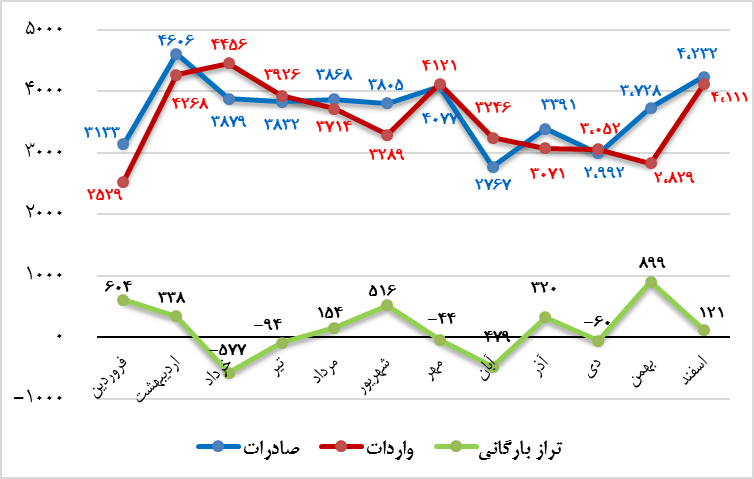 ۵۰۰۰
۴۰۰۰
۳۰۰۰
۲۰۰۰
۱۰۰۰
۰
-۱۰۰۰
۳۱۳۳
۴۶۰۶
۳۸۷۹
۳۸۳۲
۳۸۶۸
۳۸۰۵
۴۰۷۷
۲۷۶۷
۳۳۹۱
۲،۹۹۲
۳،۷۲۸
۴،۲۳۲
۲۵۲۹
۴۲۶۸
۴۴۵۶
۳۹۲۶
۳۷۱۴
۳۲۸۹
۴۱۲۱
۳۲۴۶
۳۰۷۱
۳،۰۵۲
۲،۸۲۹
۴،۱۱۱
۶۰۴
۳۳۸
-۵۷۷
-۹۴
۱۵۴
۵۱۶
-۴۴
۴۷۹
۳۲۰
-۶۰
۸۹۹
۱۲۱
فروردین
اردیبهشت
خرداد
تیر
مرداد
شهریور
مهر
آبان
آذر
دی
بهمن
اسفند
صادرات
واردات
تراز بازرگانی